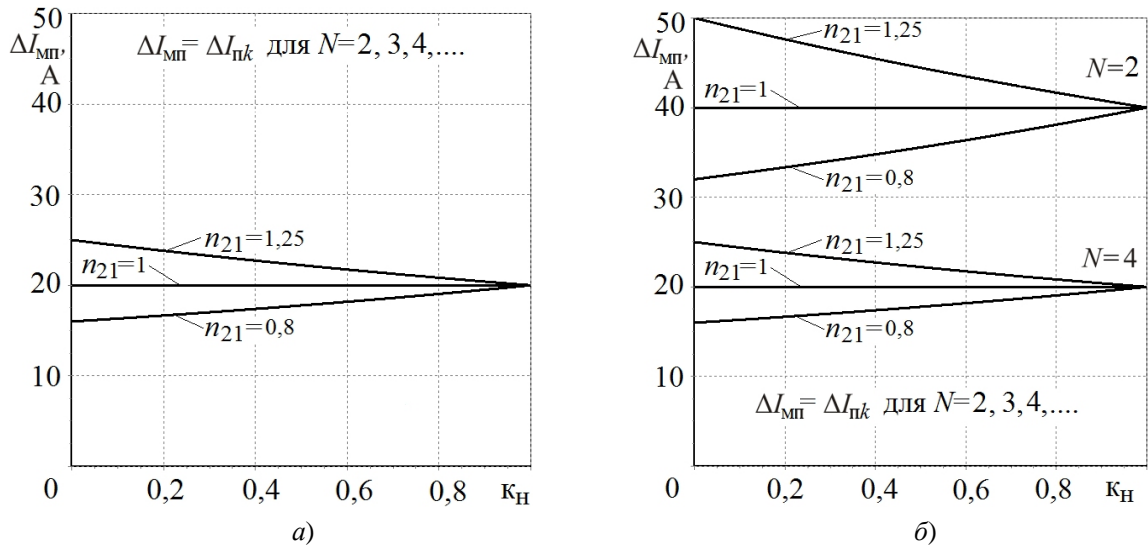 50
ΔIмп,
А
ΔIмп= ΔIпk для N=2, 3, 4,....
40
30
n21=1,25
n21=1
20
n21=0,8
10
0 0,2 0,4 0,6 0,8 кн
а)
50
ΔIмп,
А
n21=1,25
N=2
n21=1
40
n21=0,8
30
n21=1,25
n21=1
N=4
20
n21=0,8
10
ΔIмп= ΔIпk для N=2, 3, 4,....
0 0,2 0,4 0,6 0,8 кн
б)